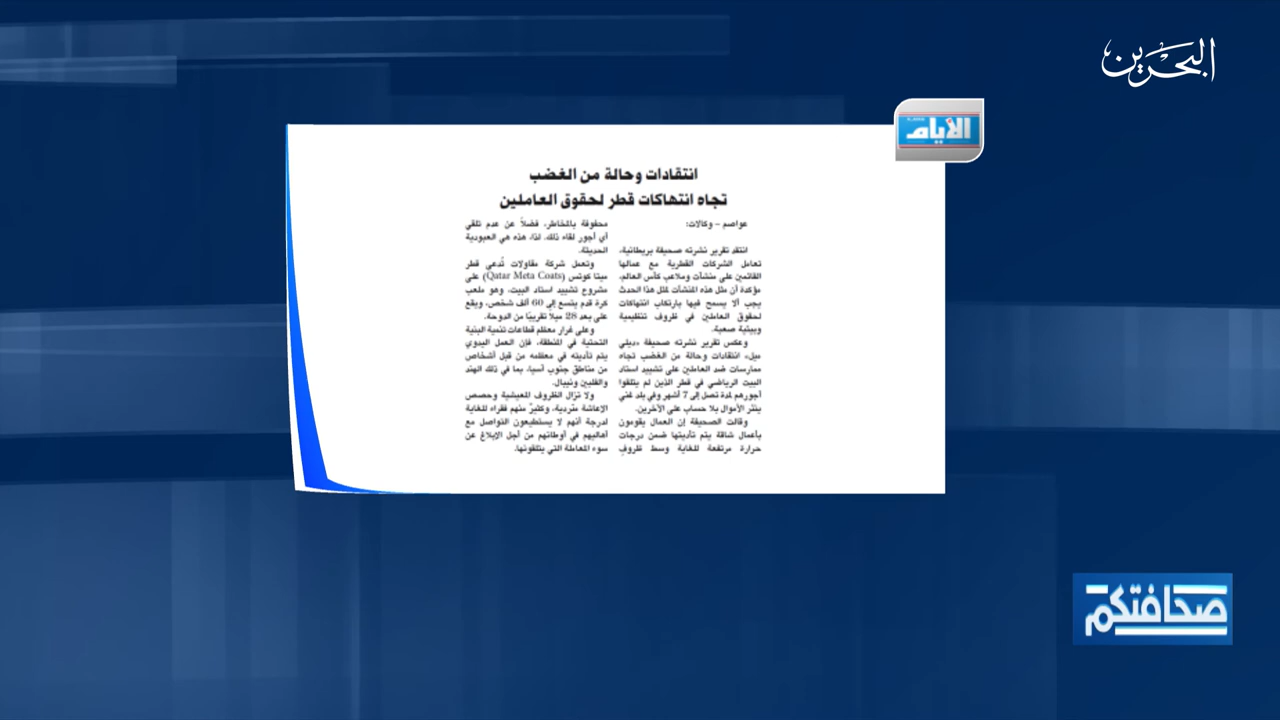 البحرين
الأيام
انتقادات وحالة من الغضب
تجاه انتهاكات قطر لحقوق العاملين
عواصم – وكالات:
انتقد تقرير نشرته صحيفة بريطانية،
تعامل الشركات القطرية مع عمالها
القائمين على منشآت وملاعب كأس العالم،
مؤكدة أن مثل هذه المنشآت لمثل هذا الحدث
يجب ألا يسمح فيها بارتكاب انتهاكات
لحقوق العاملين في ظروف تنظيمية
وبيئية صعبة.
وعكس تقرير نشرته صحيفة «ديلي
ميل» انتقادات وحالة من الغضب تجاه
ممارسات ضد العاملين على تشييد استاد
البيت الرياضي في قطر الذين لم يتلقوا
أجورهم لمدة تصل إلى 7 أشهر وفي بلد غني
ينثر الأموال بلا حساب على الآخرين.
وقالت الصحيفة إن العمال يقومون
بأعمال شاقة يتم تأديتها ضمن درجات
حرارة مرتفعة للغاية وسط ظروفٍ
محفوفة بالمخاطر، فضلاً عن عدم تلقي
أي أجور لقاء ذلك. لذا، هذه هي العبودية
الحديثة.
وتعمل شركة مقاولات تُدعى قطر
ميتا كوتس (Qatar Meta Coats) على
مشروع تشييد استاد البيت، وهو ملعب
كرة قدم يتسع إلى 60 ألف شخص، ويقع
على بعد 28 ميلا تقريبًا من الدوحة.
وعلى غرار معظم قطاعات تنمية البنية
التحتية في المنطقة، فإن العمل اليدوي
يتم تأديته في معظمه من قبل أشخاص
من مناطق جنوب آسيا، بما في ذلك الهند
والفلبين ونيبال.
ولا تزال الظروف المعيشية وحصص
الإعاشة متردية، وكثيرٌ منهم فقراء للغاية
لدرجة أنهم لا يستطيعون التواصل مع
أهاليهم في أوطانهم من أجل الإبلاغ عن
سوء المعاملة التي يتلقونها.
صحافتكم